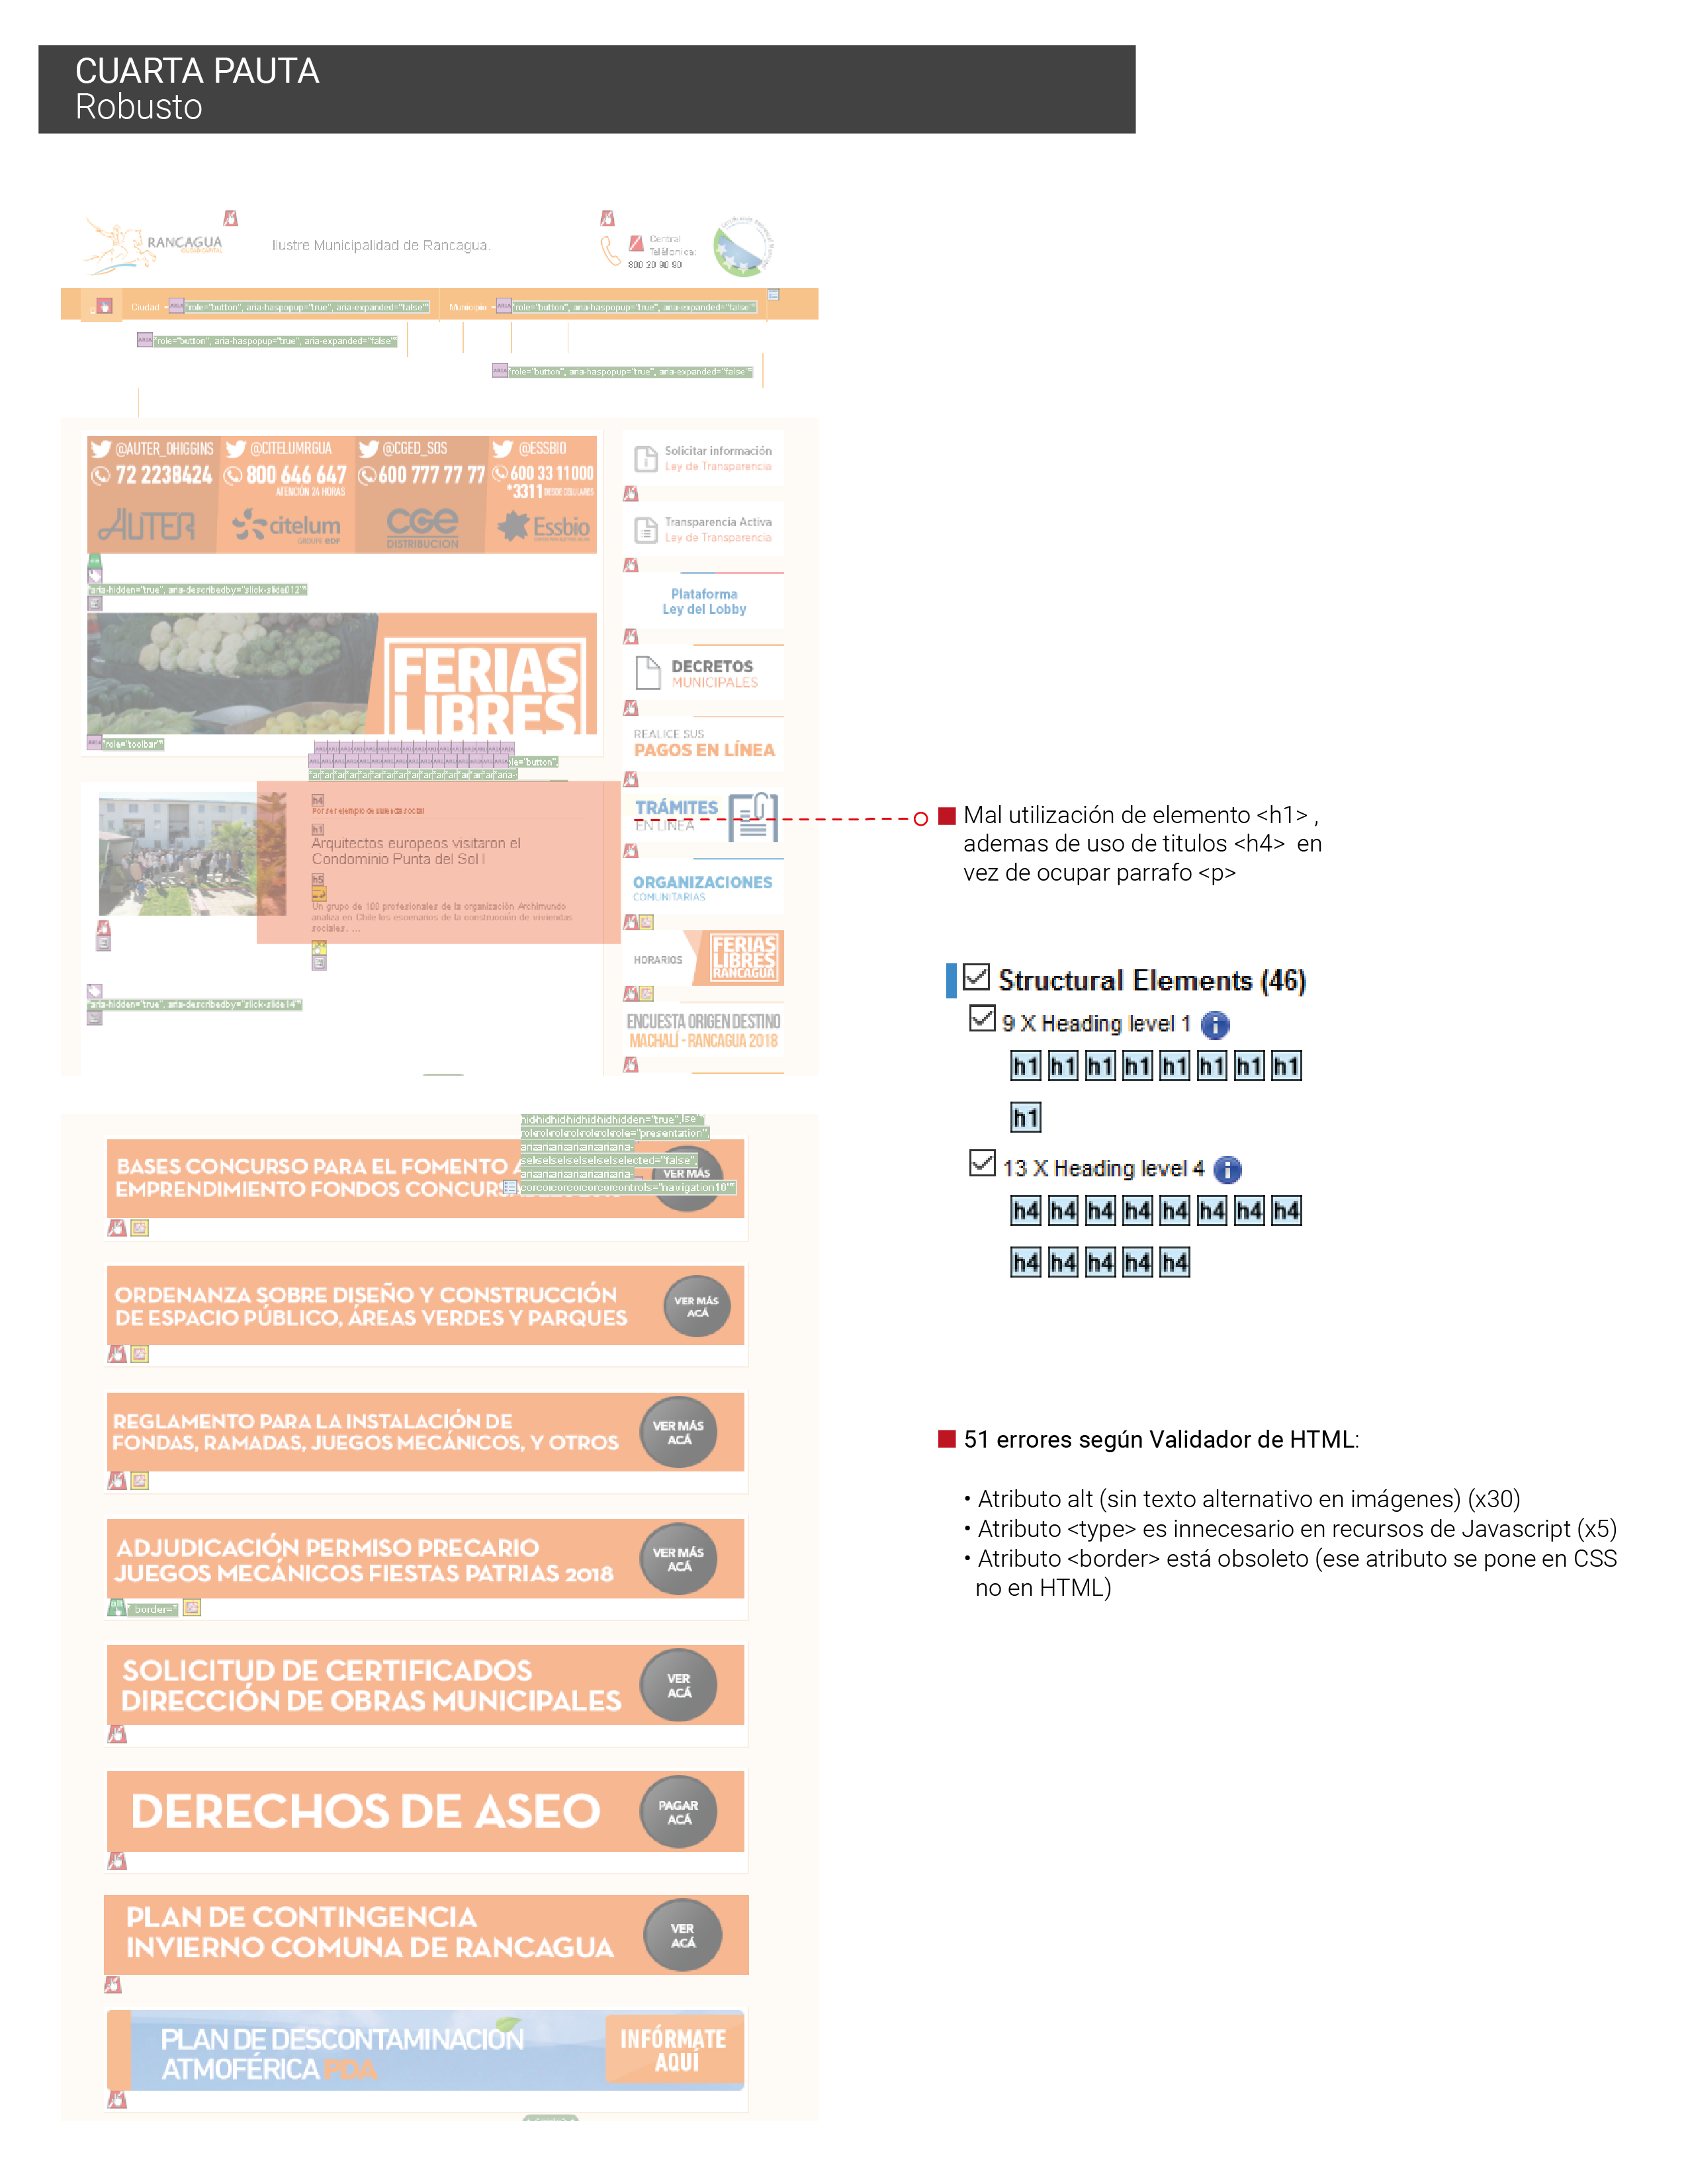 CUARTA PAUTA
Robusto
RANCAGUA
Ilustre Municipalidad de Rancagua.
Central
Teléfonica:
800 20 90 90
Ciudad
"role="button", aria-haspopup="true", aria-expanded="false""
Municipio
"role="button", aria-haspopup="true", aria-expanded="false""
"role="button", aria-haspopup="true", aria-expanded="false""
"role="button", aria-haspopup="true", aria-expanded="false""
@AUTER_OHIGGINS
72 2238424
AUTER
@CITELUMRGUA
800 646 647
ATENCIÓN 24 HORAS
citelum
GROUPE EDF
@CGED_SOS
600 777 77 77
CGE
DISTRIBUCIÓN
@ESSBIO
600 33 11000
*3311 DESDE CELULARES
Essbio
"aria-hidden="true", aria-describedby="slick-slide012""
FERIAS
LIBRES
"role="toolbar""
Solicitar información
Ley de Transparencia
Transparencia Activa
Ley de Transparencia
Plataforma
Ley del Lobby
DECRETOS
MUNICIPALES
REALICE SUS
PAGOS EN LÍNEA
TRÁMITES
EN LÍNEA
ORGANIZACIONES
COMUNITARIAS
HORARIOS
FERIAS
LIBRES
RANCAGUA
ENCUESTA ORIGEN DESTINO
MACHALÍ - RANCAGUA 2018
h4
Por ser ejemplo de vivienda social
h1
Arquitectos europeos visitaron el
Condominio Punta del Sol I
h5
Un grupo de 100 profesionales de la organización Archimundo
analiza en Chile los escenarios de la construcción de viviendas
sociales. ...
"aria-hidden="true", aria-describedby="slick-slide14""
Mal utilización de elemento <h1> ,
ademas de uso de titulos <h4> en
vez de ocupar parrafo <p>
Structural Elements (46)
9 X Heading level 1
h1 h1 h1 h1 h1 h1 h1 h1
h1
13 X Heading level 4
h4 h4 h4 h4 h4 h4 h4 h4
h4 h4 h4 h4 h4
BASES CONCURSO PARA EL FOMENTO
EMPRENDIMIENTO FONDOS
VER MÁS
ORDENANZA SOBRE DISEÑO Y CONSTRUCCIÓN
DE ESPACIO PÚBLICO, ÁREAS VERDES Y PARQUES
VER MÁS
ACÁ
REGLAMENTO PARA LA INSTALACIÓN DE
FONDAS, RAMADAS, JUEGOS MECÁNICOS, Y OTROS
VER MÁS
ACÁ
ADJUDICACIÓN PERMISO PRECARIO
JUEGOS MECÁNICOS FIESTAS PATRIAS 2018
VER MÁS
ACÁ
alt " border="
SOLICITUD DE CERTIFICADOS
DIRECCIÓN DE OBRAS MUNICIPALES
VER
ACÁ
DERECHOS DE ASEO
PAGAR
ACÁ
PLAN DE CONTINGENCIA
INVIERNO COMUNA DE RANCAGUA
VER
ACÁ
PLAN DE DESCONTAMINACIÓN
ATMOFÉRICA PDA
INFÓRMATE
AQUÍ
51 errores según Validador de HTML:
• Atributo alt (sin texto alternativo en imágenes) (x30)
• Atributo <type> es innecesario en recursos de Javascript (x5)
• Atributo <border> está obsoleto (ese atributo se pone en CSS
no en HTML)